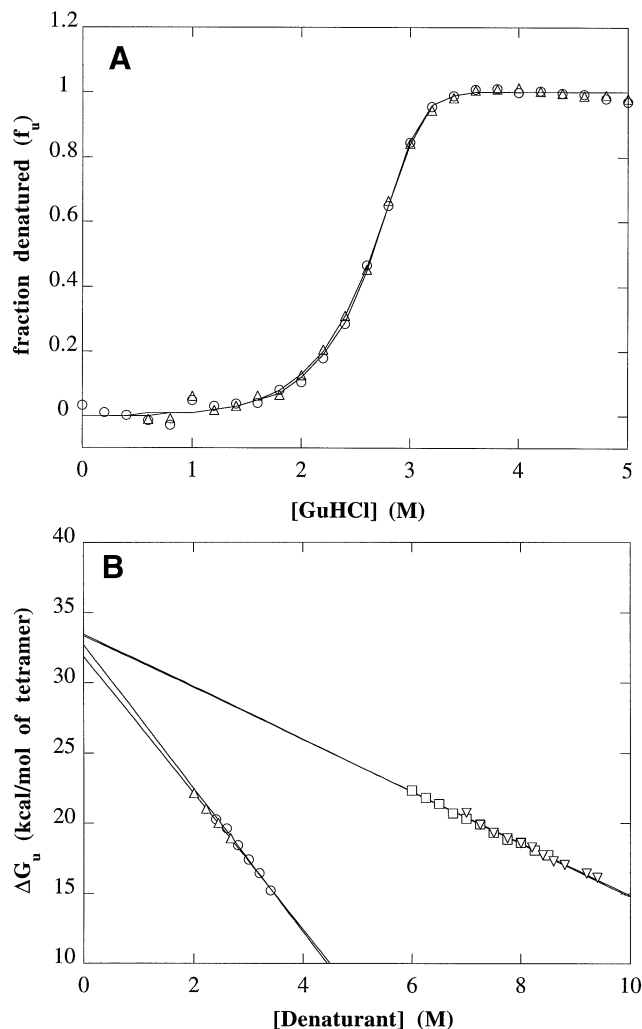 A
fraction denatured (f_u)
1.2
1
0.8
0.6
0.4
0.2
0
0 1 2 3 4 5
[GuHCl] (M)
B
ΔG_u (kcal/mol of tetramer)
40
35
30
25
20
15
10
0 2 4 6 8 10
[Denaturant] (M)